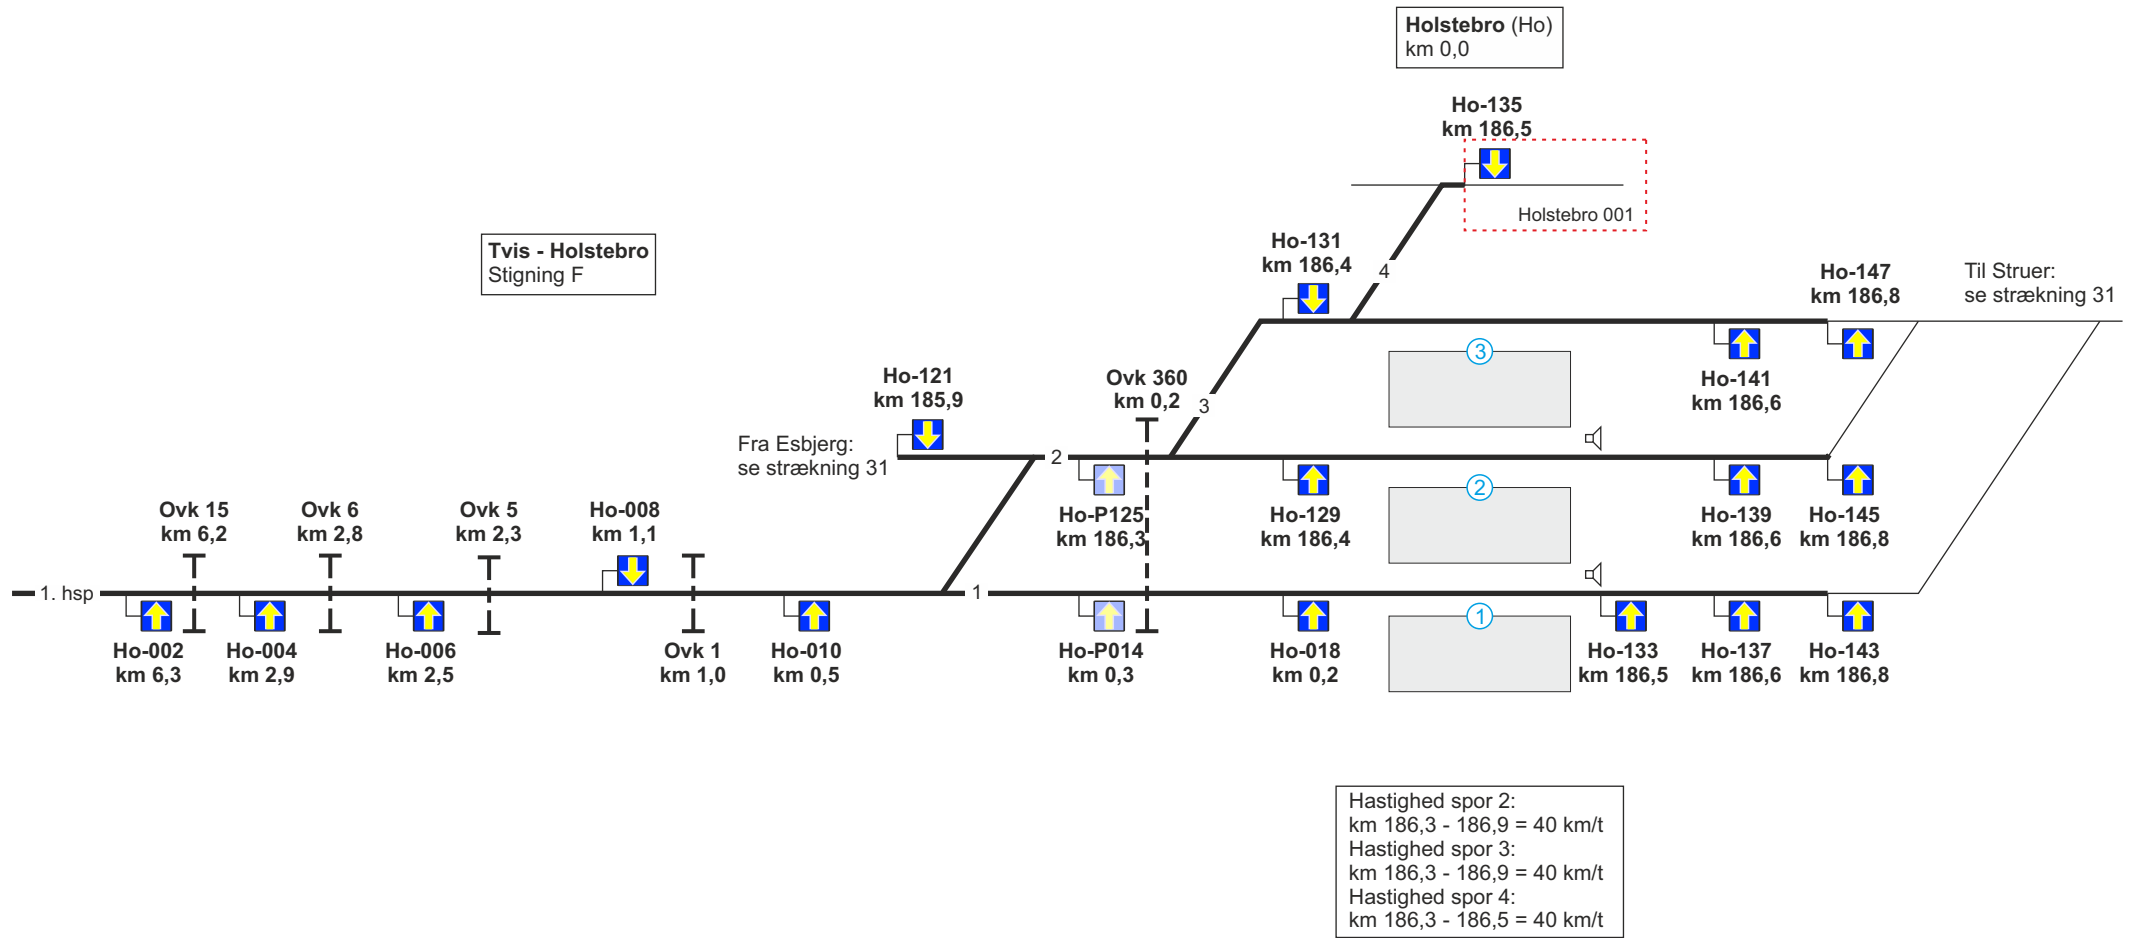 Holstebro (Ho)
km 0,0
Ho-135
km 186,5
Holstebro 001
Tvis - Holstebro
Stigning F
Ho-131
km 186,4
4
Ho-147
km 186,8
Til Struer:
se strækning 31
3
Ho-141
km 186,6
Ho-121
km 185,9
Ovk 360
km 0,2
3
Fra Esbjerg:
se strækning 31
2
Ho-P125
km 186,3
Ho-129
km 186,4
2
Ho-139
km 186,6
Ho-145
km 186,8
Ovk 15
km 6,2
Ovk 6
km 2,8
Ovk 5
km 2,3
Ho-008
km 1,1
1. hsp
1
1
Ho-002
km 6,3
Ho-004
km 2,9
Ho-006
km 2,5
Ovk 1
km 1,0
Ho-010
km 0,5
Ho-P014
km 0,3
Ho-018
km 0,2
Ho-133
km 186,5
Ho-137
km 186,6
Ho-143
km 186,8
Hastighed spor 2:
km 186,3 - 186,9 = 40 km/t
Hastighed spor 3:
km 186,3 - 186,9 = 40 km/t
Hastighed spor 4:
km 186,3 - 186,5 = 40 km/t